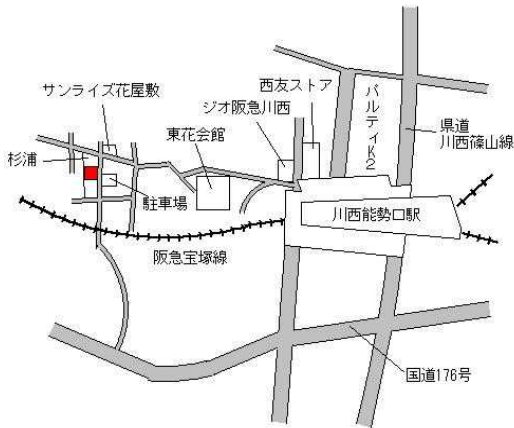 西友ストア
サンライズ花屋敷
ジオ阪急川西
パルティK2
東花会館
県道
川西篠山線
杉浦
駐車場
川西能勢口駅
阪急宝塚線
国道176号